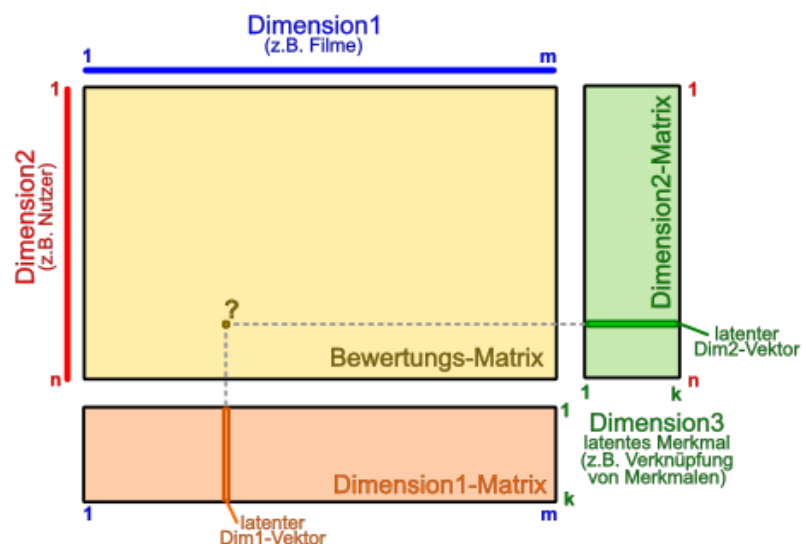 Dimension1
(z.B. Filme)
1
m
1
Dimension2
(z.B. Nutzer)
n
?
Bewertungs-Matrix
1
Dimension2-Matrix
n
latenter
Dim2-Vektor
1
k
Dimension3
latentes Merkmal
(z.B. Verknüpfung
von Merkmalen)
1
Dimension1-Matrix
k
1
m
latenter
Dim1-Vektor